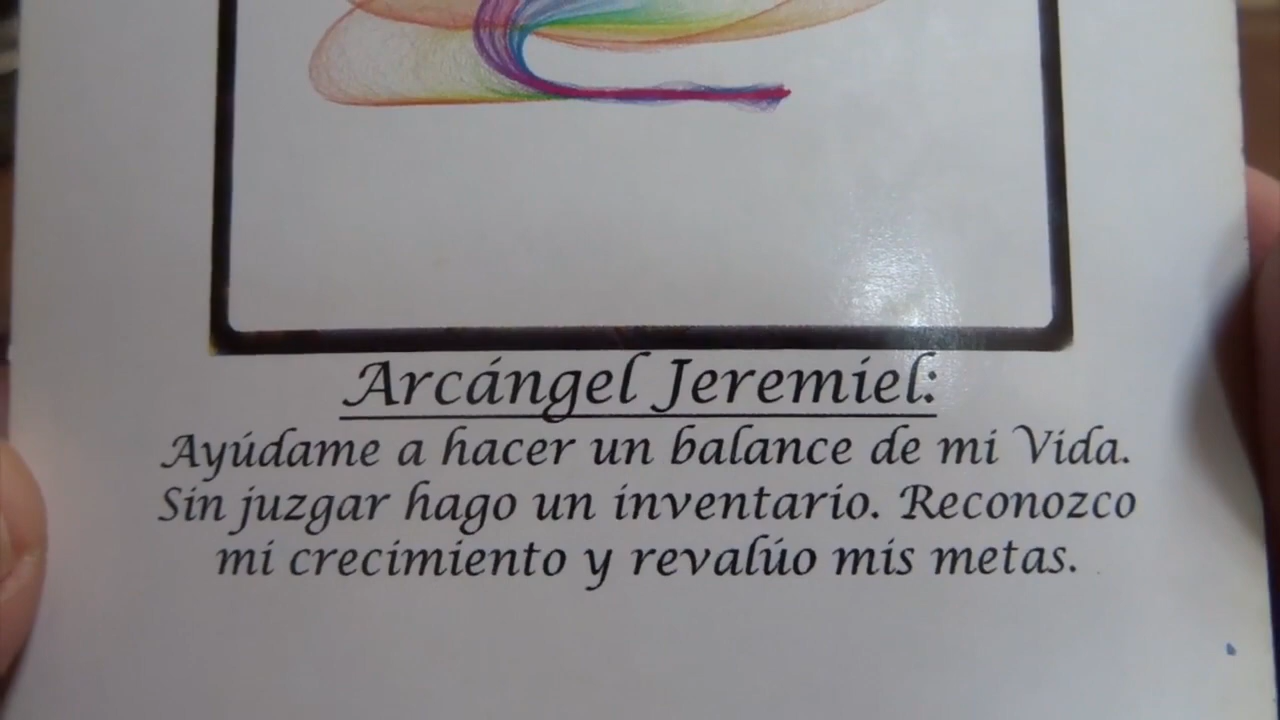 Arcángel Jeremiel:
Ayúdame a hacer un balance de mi Vida.
Sin juzgar hago un inventario. Reconozco
mi crecimiento y revalúo mis metas.